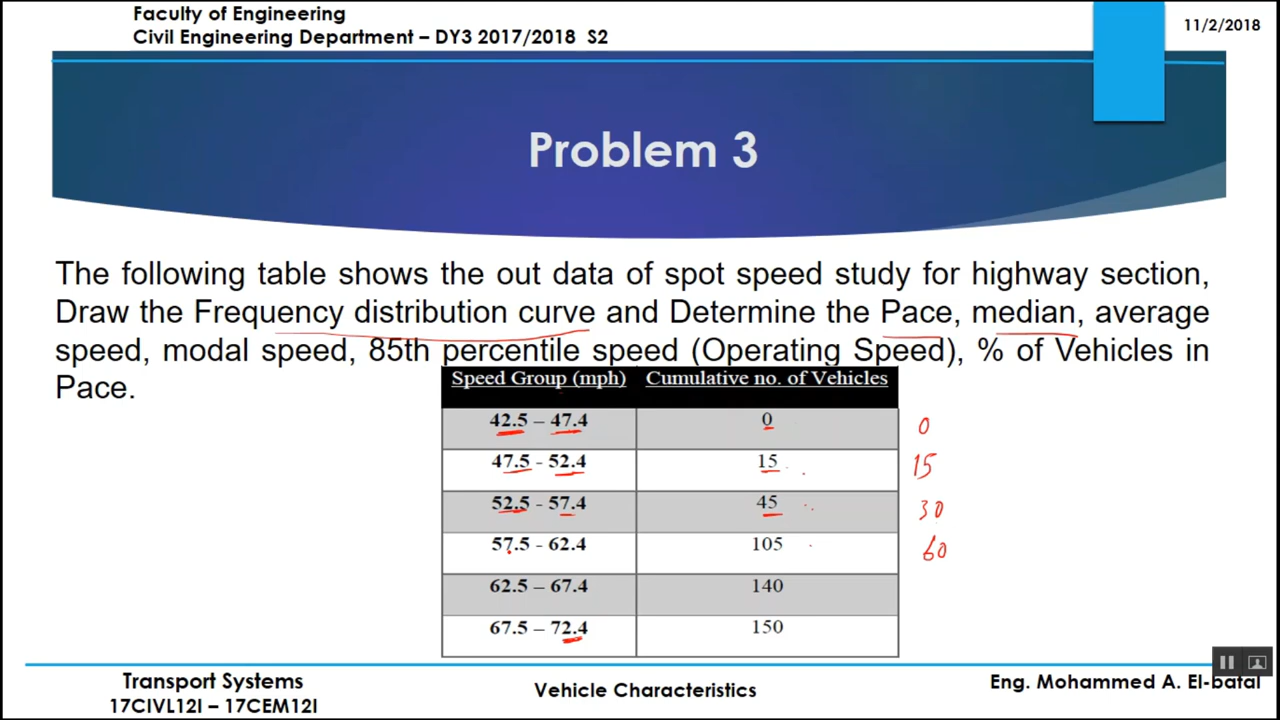 Faculty of Engineering
Civil Engineering Department – DY3 2017/2018 S2
11/2/2018
Problem 3
The following table shows the out data of spot speed study for highway section,
Draw the Frequency distribution curve and Determine the Pace, median, average
speed, modal speed, 85th percentile speed (Operating Speed), % of Vehicles in
Pace.
Speed Group (mph) Cumulative no. of Vehicles
42.5 – 47.4 0 0
47.5 - 52.4 15 15
52.5 - 57.4 45 30
57.5 - 62.4 105 60
62.5 – 67.4 140
67.5 – 72.4 150
Transport Systems
17CIVL12I – 17CEM12I
Vehicle Characteristics
Eng. Mohammed A. El-batal